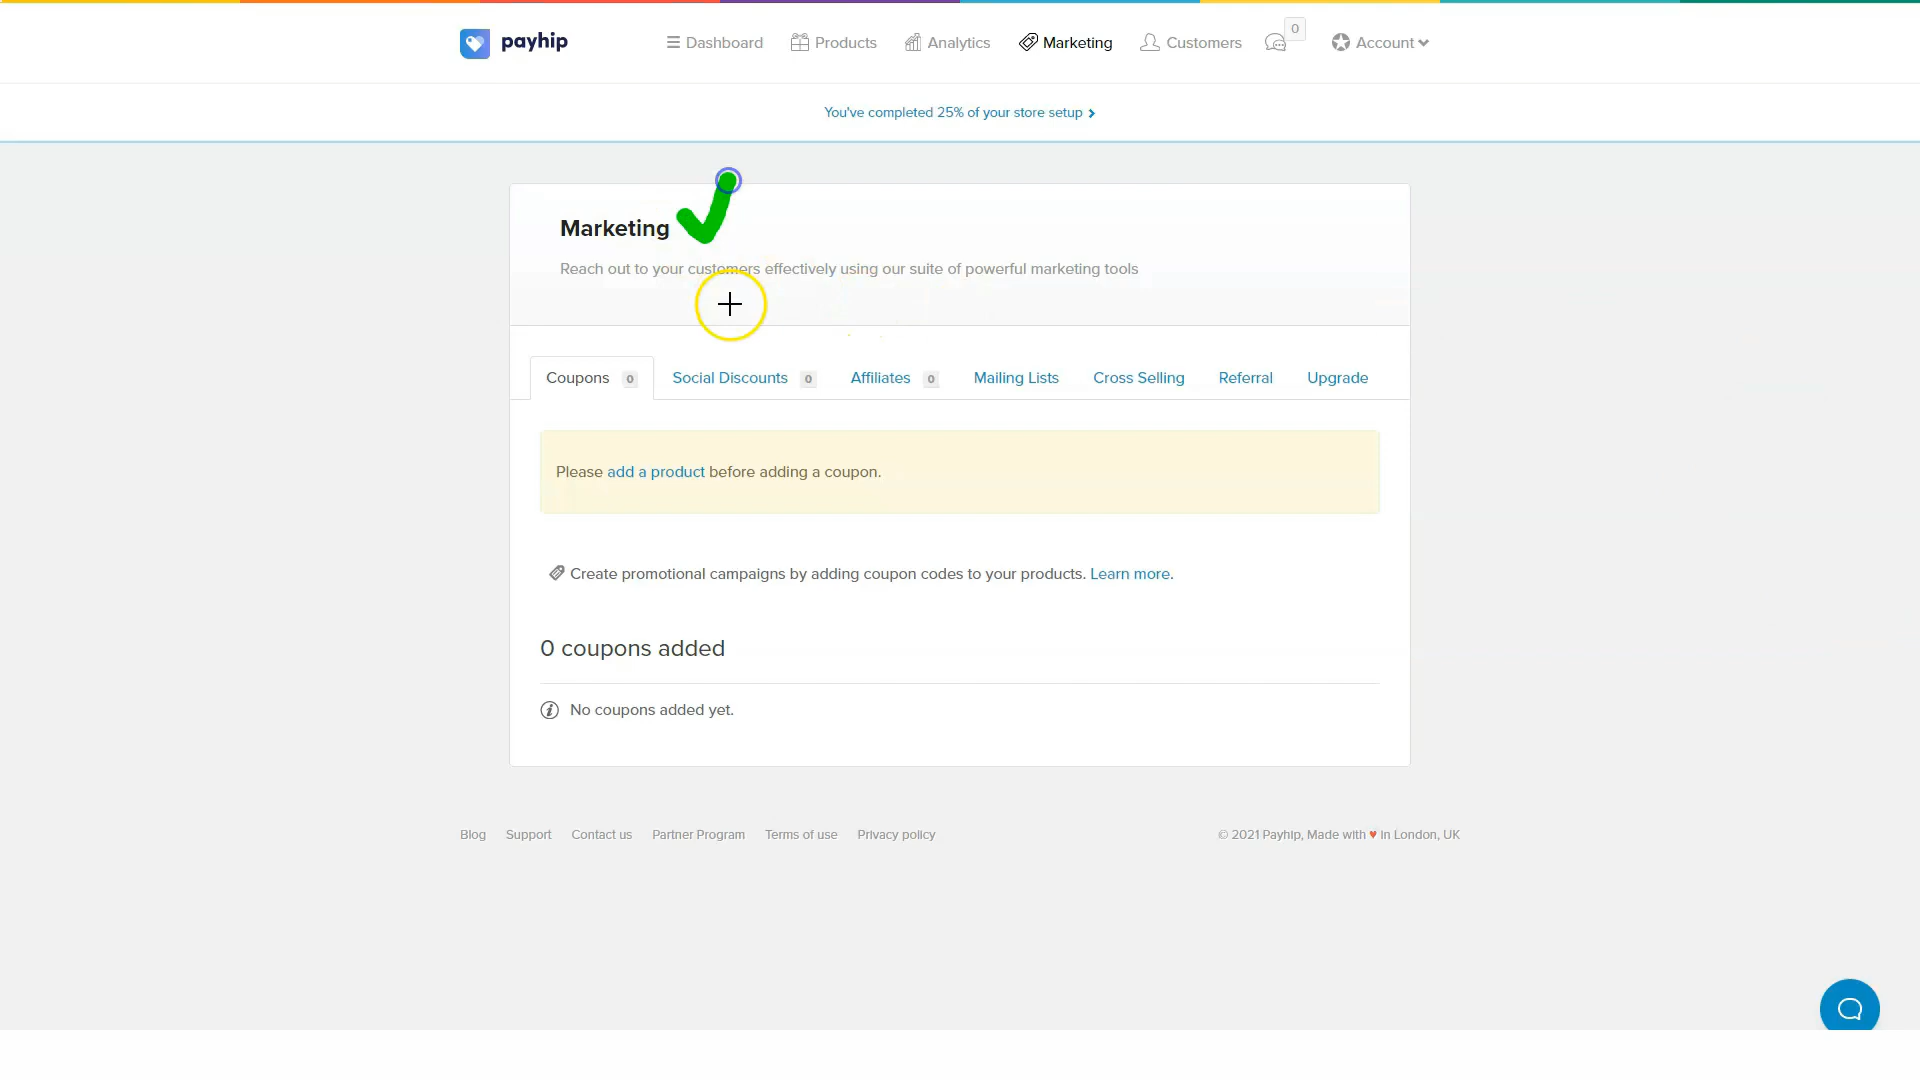 payhip
Dashboard Products Analytics Marketing Customers 0 Account
You've completed 25% of your store setup
Marketing
Reach out to your customers effectively using our suite of powerful marketing tools
Coupons 0 Social Discounts 0 Affiliates 0 Mailing Lists Cross Selling Referral Upgrade
Please add a product before adding a coupon.
Create promotional campaigns by adding coupon codes to your products. Learn more.
0 coupons added
No coupons added yet.
Blog Support Contact us Partner Program Terms of use Privacy policy © 2021 Payhip, Made with ♥ in London, UK